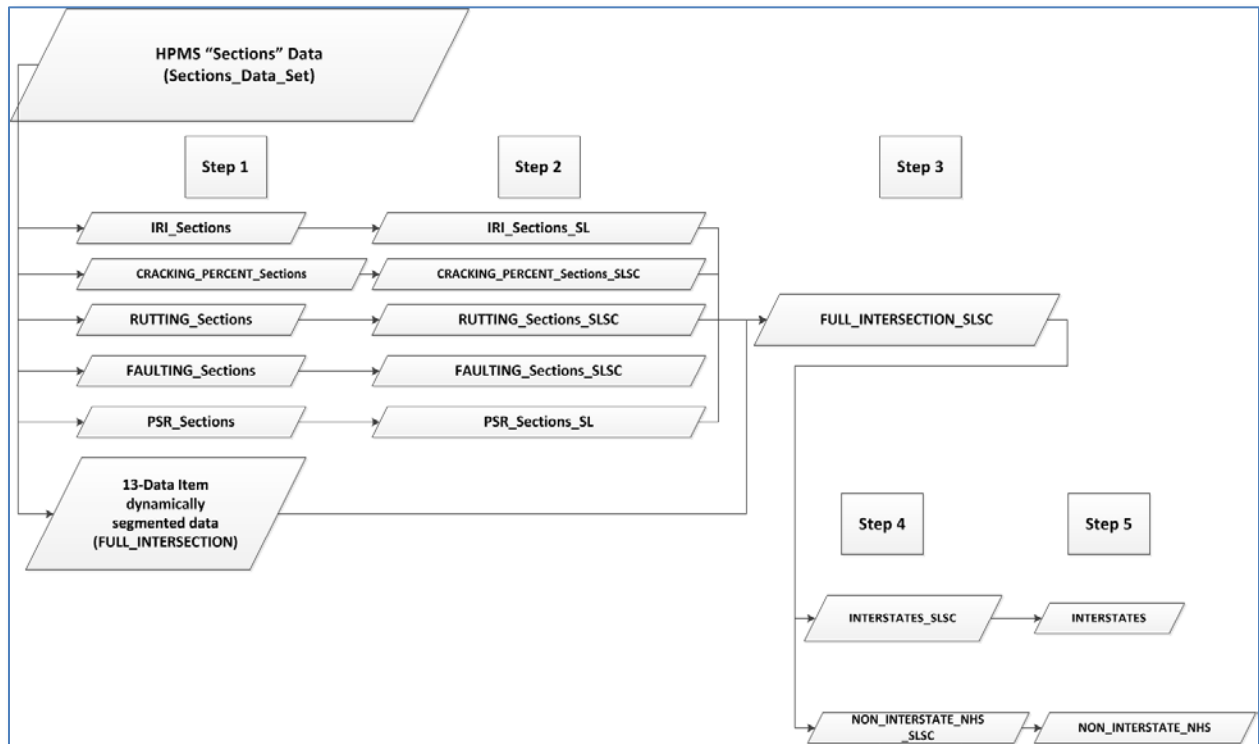 HPMS “Sections” Data
(Sections_Data_Set)
Step 1
Step 2
Step 3
IRI_Sections
IRI_Sections_SL
CRACKING_PERCENT_Sections
CRACKING_PERCENT_Sections_SLSC
RUTTING_Sections
RUTTING_Sections_SLSC
FULL_INTERSECTION_SLSC
FAULTING_Sections
FAULTING_Sections_SLSC
PSR_Sections
PSR_Sections_SL
13-Data Item
dynamically
segmented data
(FULL_INTERSECTION)
Step 4
Step 5
INTERSTATES_SLSC
INTERSTATES
NON_INTERSTATE_NHS
_SLSC
NON_INTERSTATE_NHS